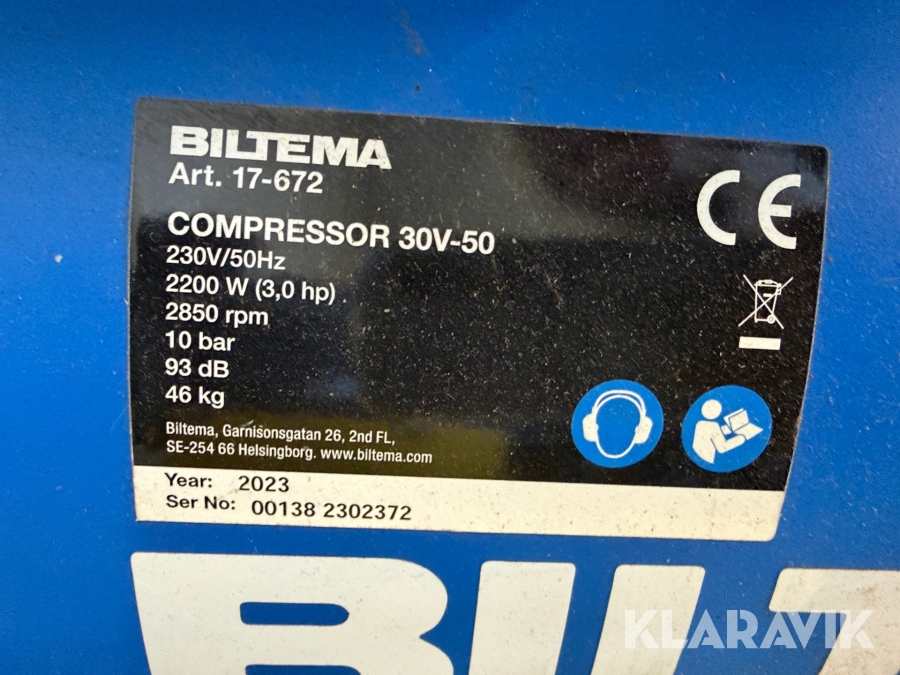 KLARAVIK
BILTEMA
Art. 17-672
COMPRESSOR 30V-50
230V/50Hz
2200 W (3,0 hp)
2850 rpm
10 bar
93 dB
46 kg
CE
Biltema, Garnisonsgatan 26, 2nd FL,
SE-254 66 Helsingborg. www.biltema.com
Year: 2023
Ser No: 00138 2302372
BILT
KLARAVIK